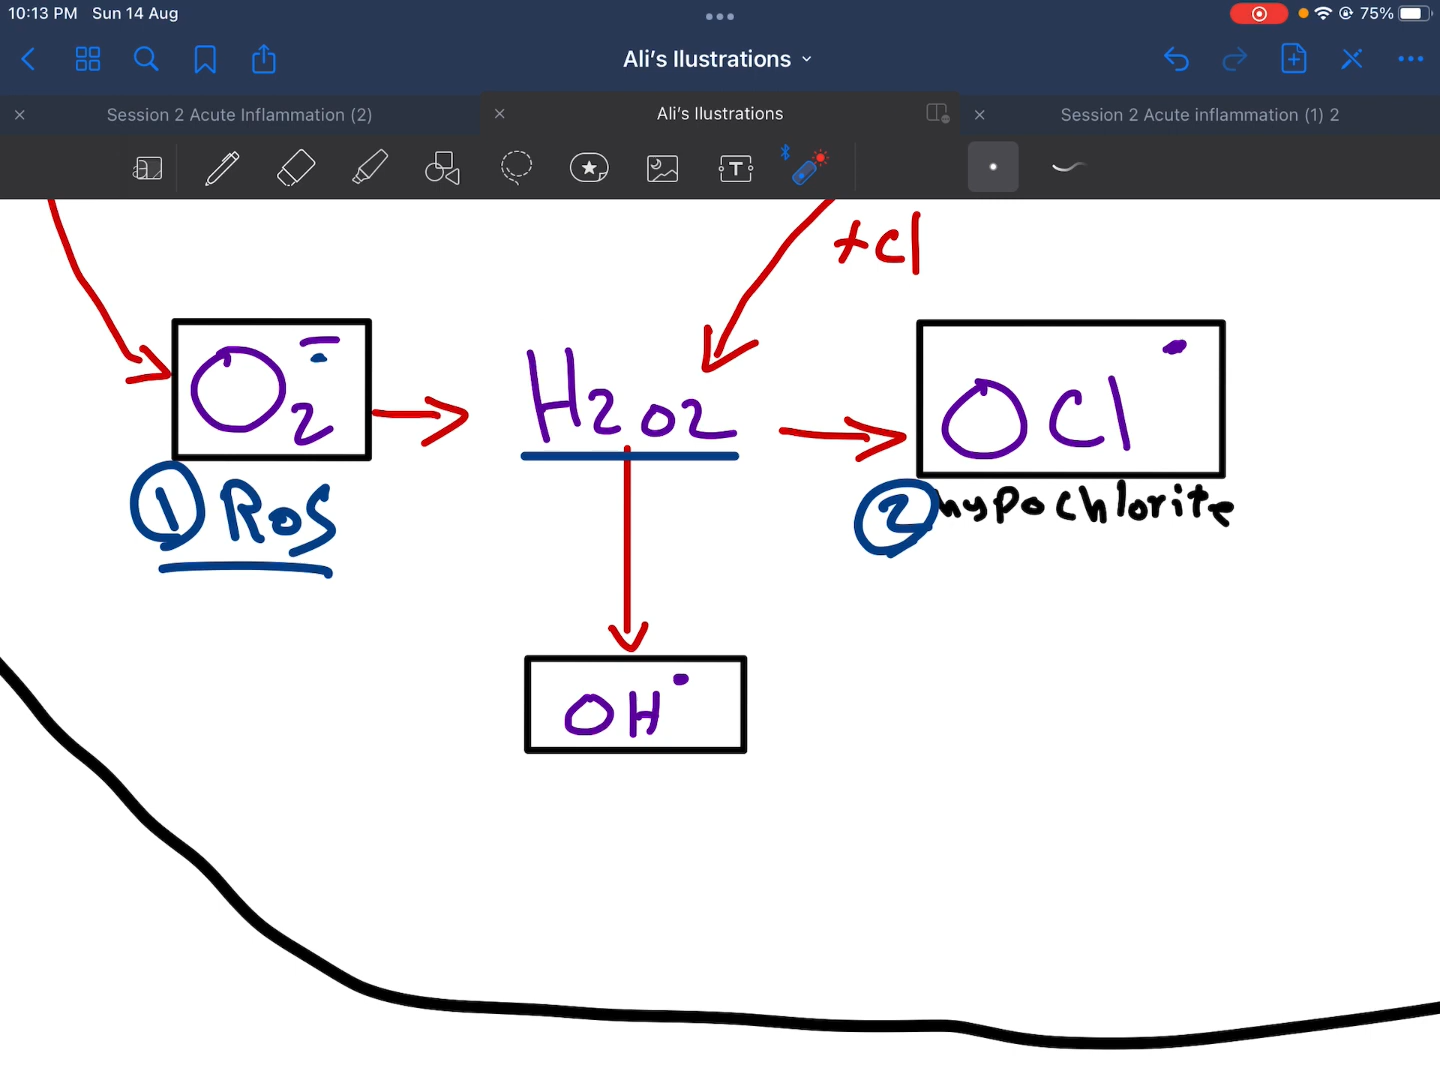 10:13 PM Sun 14 Aug
75%
Ali's Ilustrations
Session 2 Acute Inflammation (2)
Ali's Ilustrations
Session 2 Acute inflammation (1) 2
a
T
+cl
O2̄
H2O2
OCl
① ROS
② hypochlorite
OH•